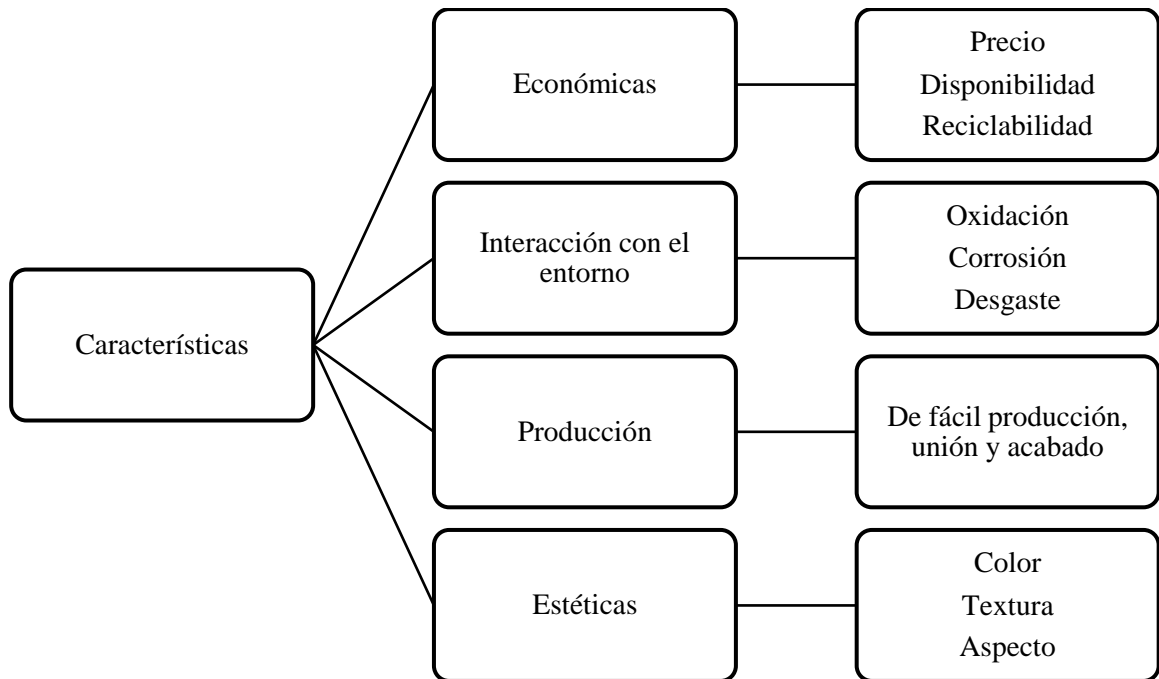 Económicas
Precio
Disponibilidad
Reciclabilidad
Interacción con el
entorno
Oxidación
Corrosión
Desgaste
Características
Producción
De fácil producción,
unión y acabado
Estéticas
Color
Textura
Aspecto